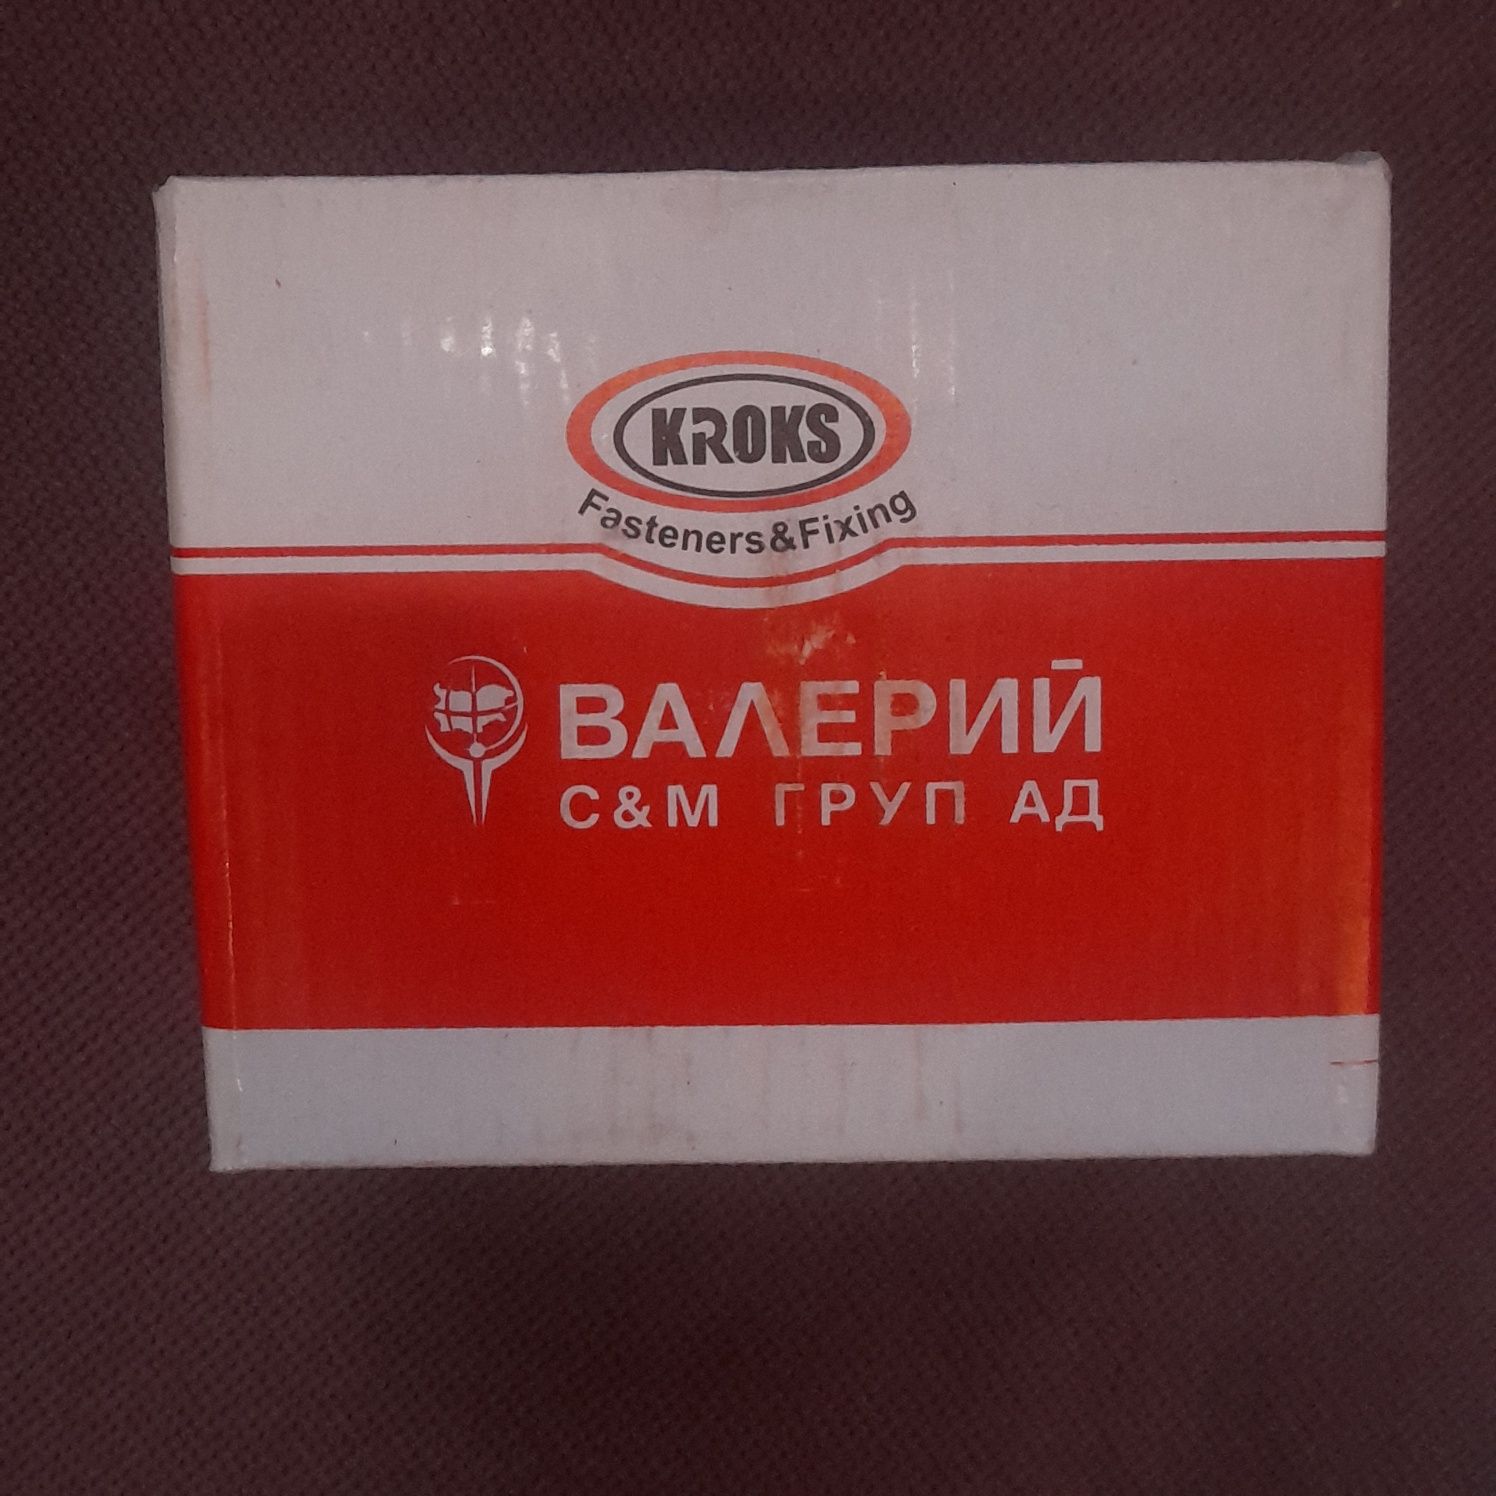 KROKS
Fasteners&Fixing
ВАЛЕРИЙ
С&М ГРУП АД